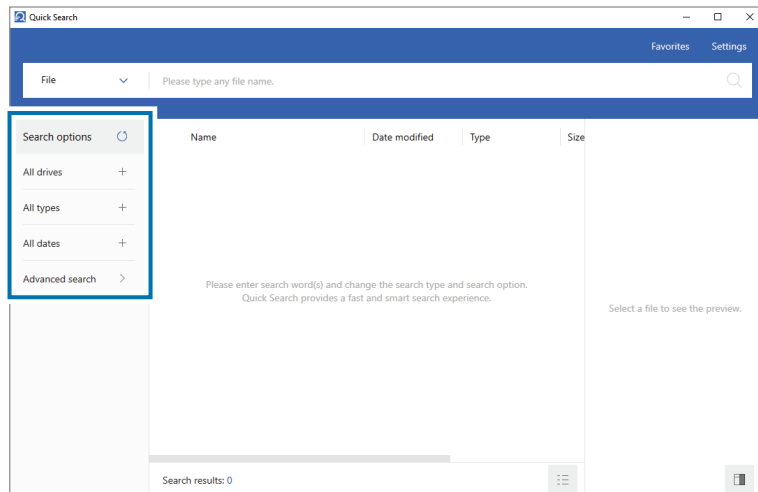 Quick Search
Favorites Settings
File Please type any file name.
Search options
All drives
All types
All dates
Advanced search
Name Date modified Type Size
Please enter search word(s) and change the search type and search option.
Quick Search provides a fast and smart search experience.
Select a file to see the preview.
Search results: 0